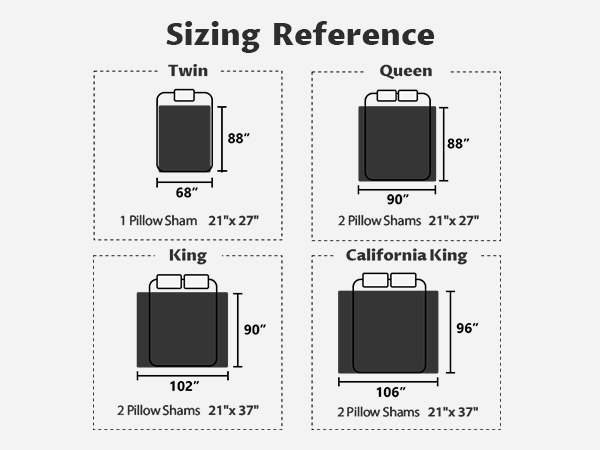 Sizing Reference
Twin
88”
68”
1 Pillow Sham 21"x 27"
Queen
88”
90”
2 Pillow Shams 21"x 27"
King
90”
102”
2 Pillow Shams 21"x 37"
California King
96”
106”
2 Pillow Shams 21"x 37"